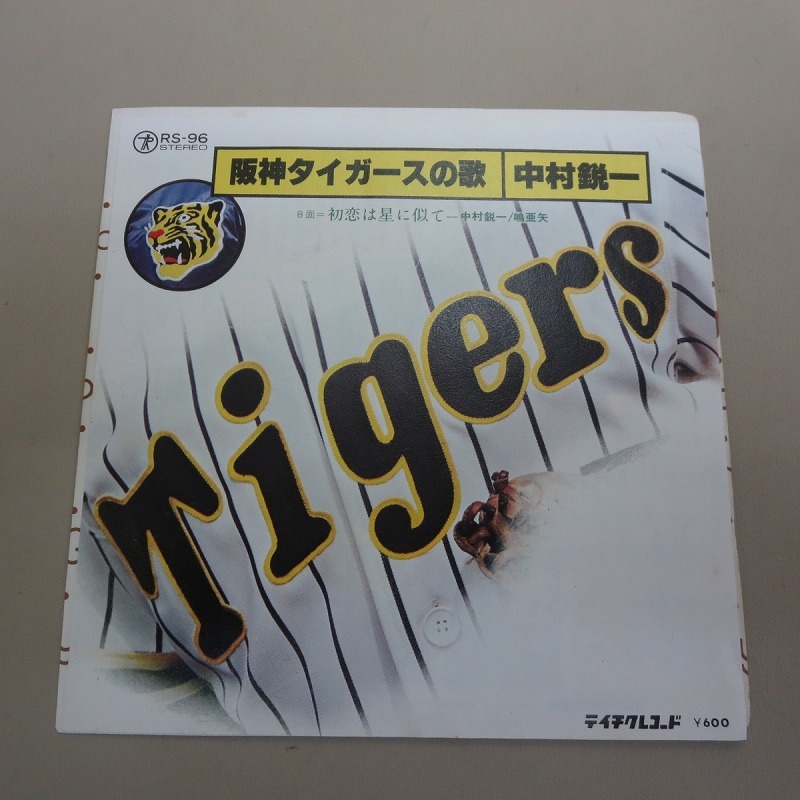 RS-96
STEREO
阪神タイガースの歌 中村鋭一
B面=初恋は星に似て—中村鋭一/嶋亜矢
Tigers
テイチクレコード ¥600